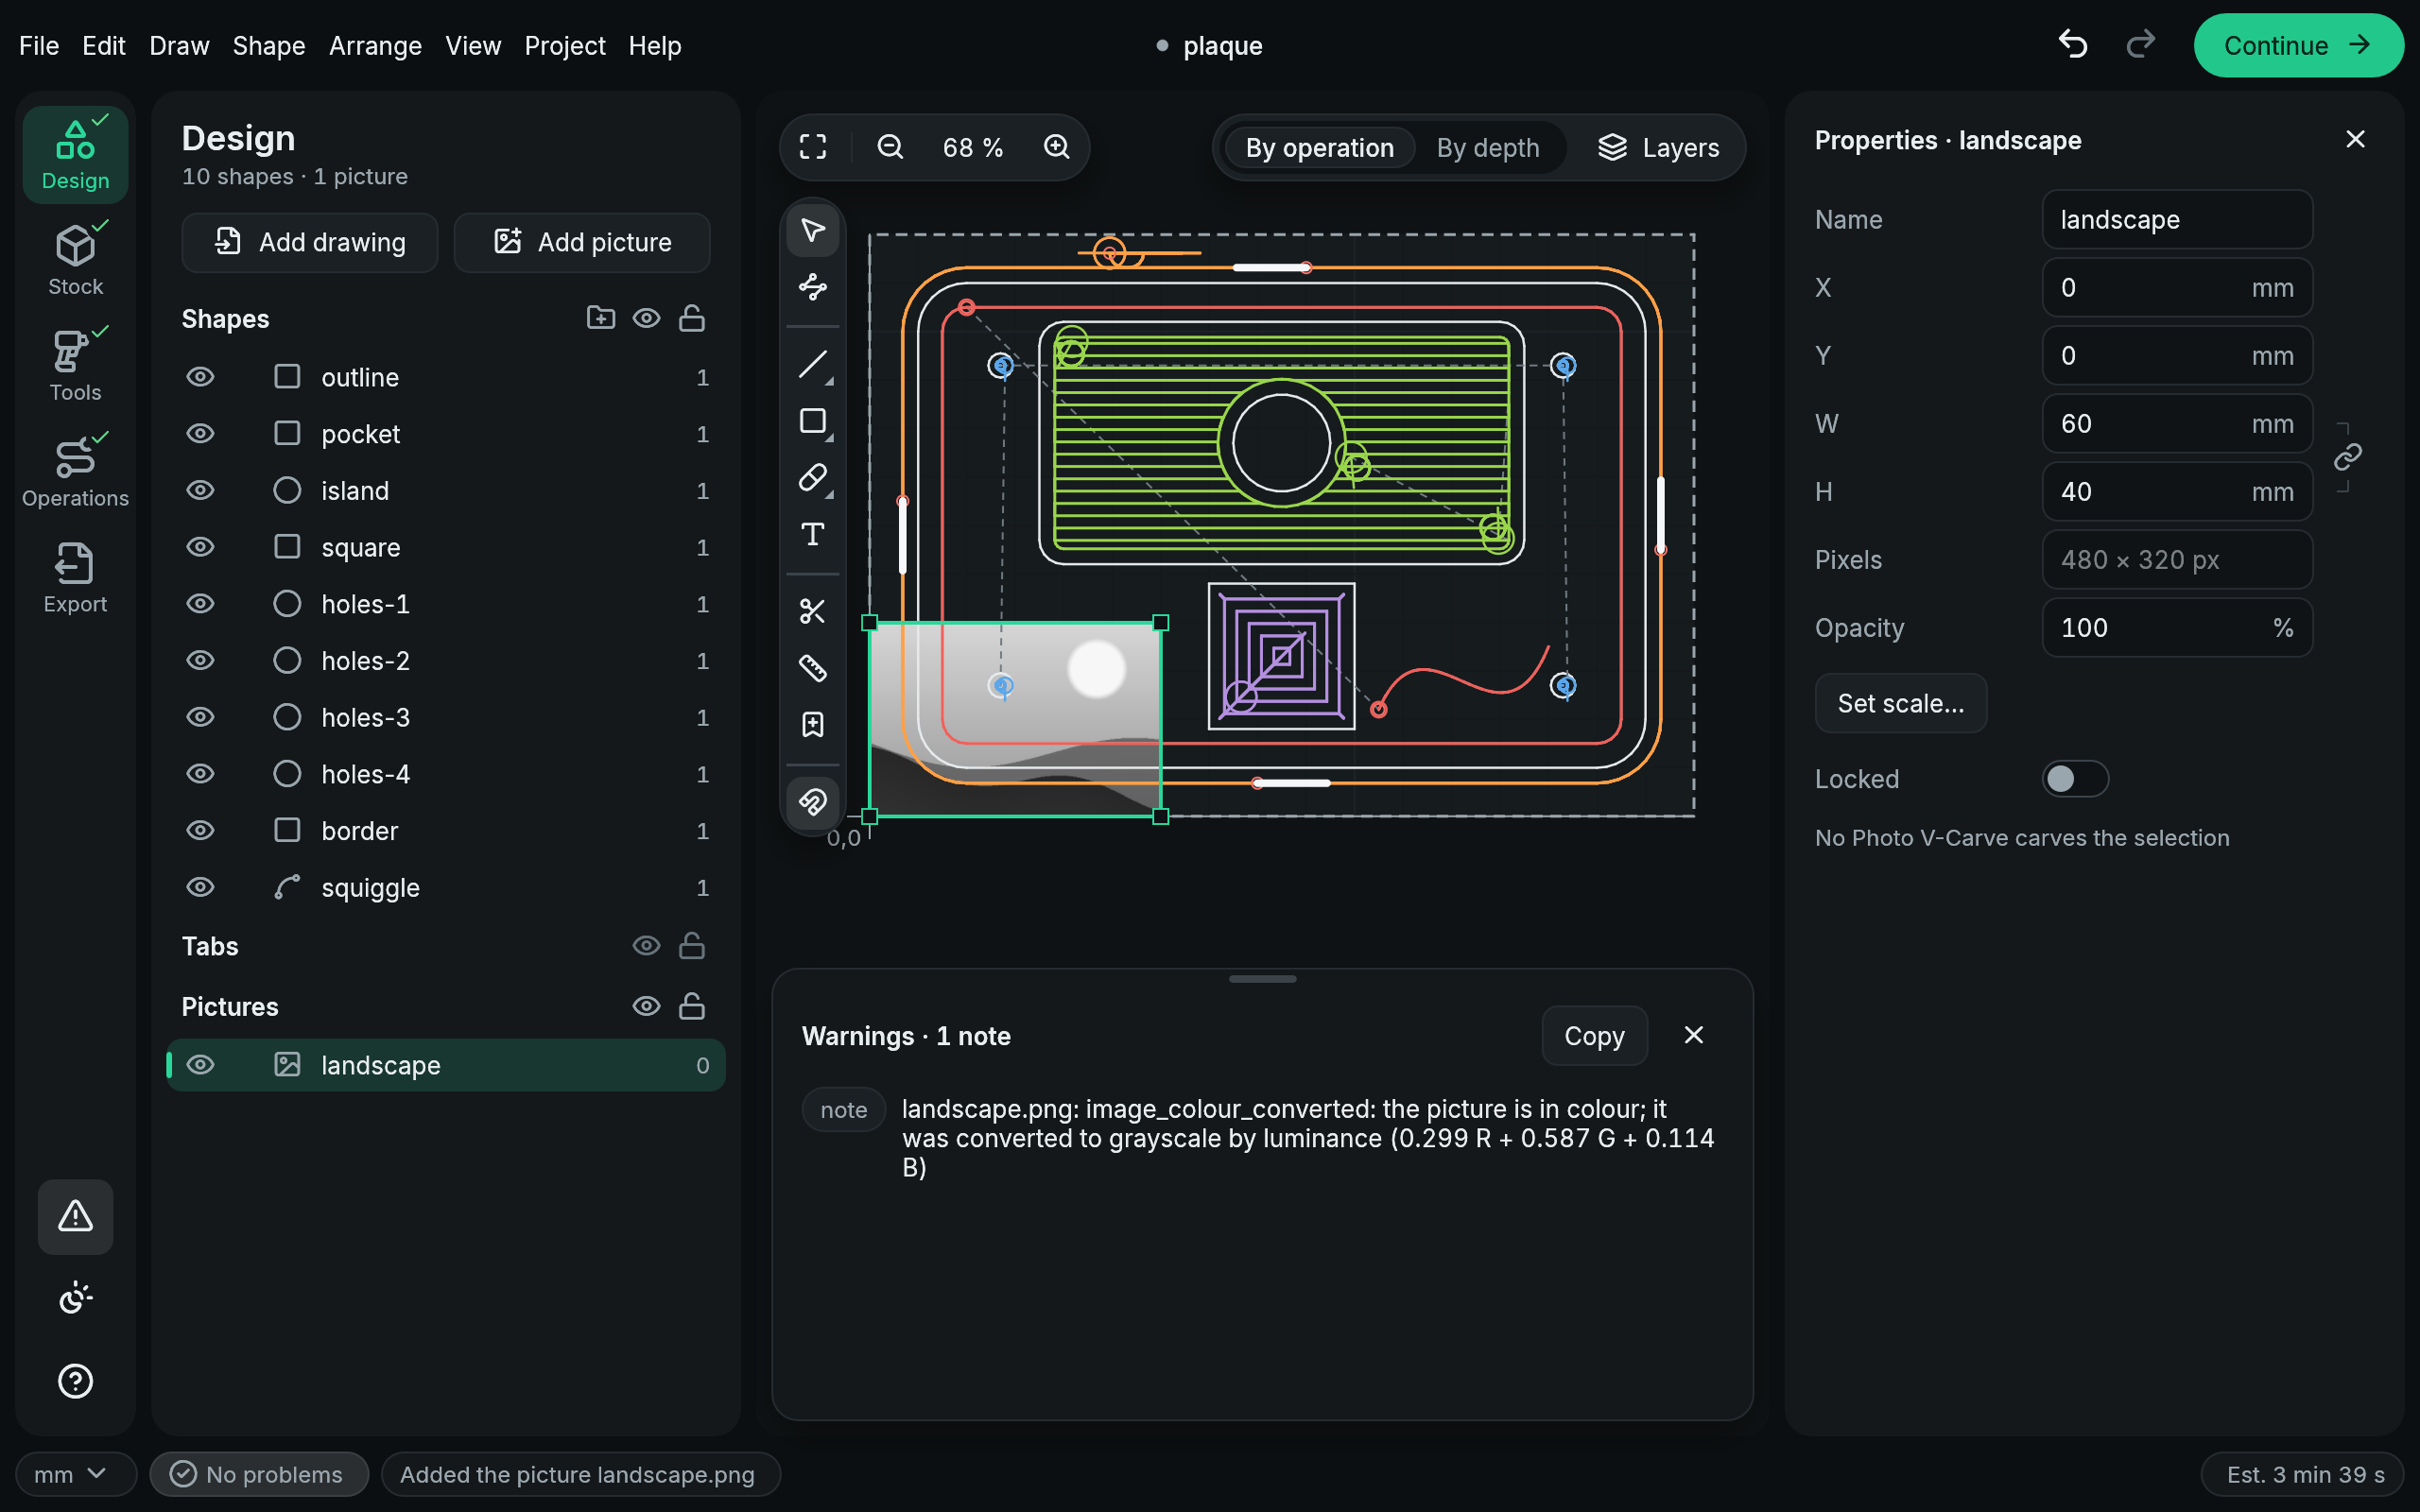 File Edit Draw Shape Arrange View Project Help
plaque
Continue
Design
Stock
Tools
Operations
Export
Design
10 shapes · 1 picture
Add drawing
Add picture
Shapes
outline 1
pocket 1
island 1
square 1
holes-1 1
holes-2 1
holes-3 1
holes-4 1
border 1
squiggle 1
Tabs
Pictures
landscape 0
68 %
By operation
By depth
Layers
0,0
Warnings · 1 note
Copy
note
landscape.png: image_colour_converted: the picture is in colour; it
was converted to grayscale by luminance (0.299 R + 0.587 G + 0.114
B)
Properties · landscape
Name landscape
X 0 mm
Y 0 mm
W 60 mm
H 40 mm
Pixels 480 × 320 px
Opacity 100 %
Set scale...
Locked
No Photo V-Carve carves the selection
mm
No problems
Added the picture landscape.png
Est. 3 min 39 s